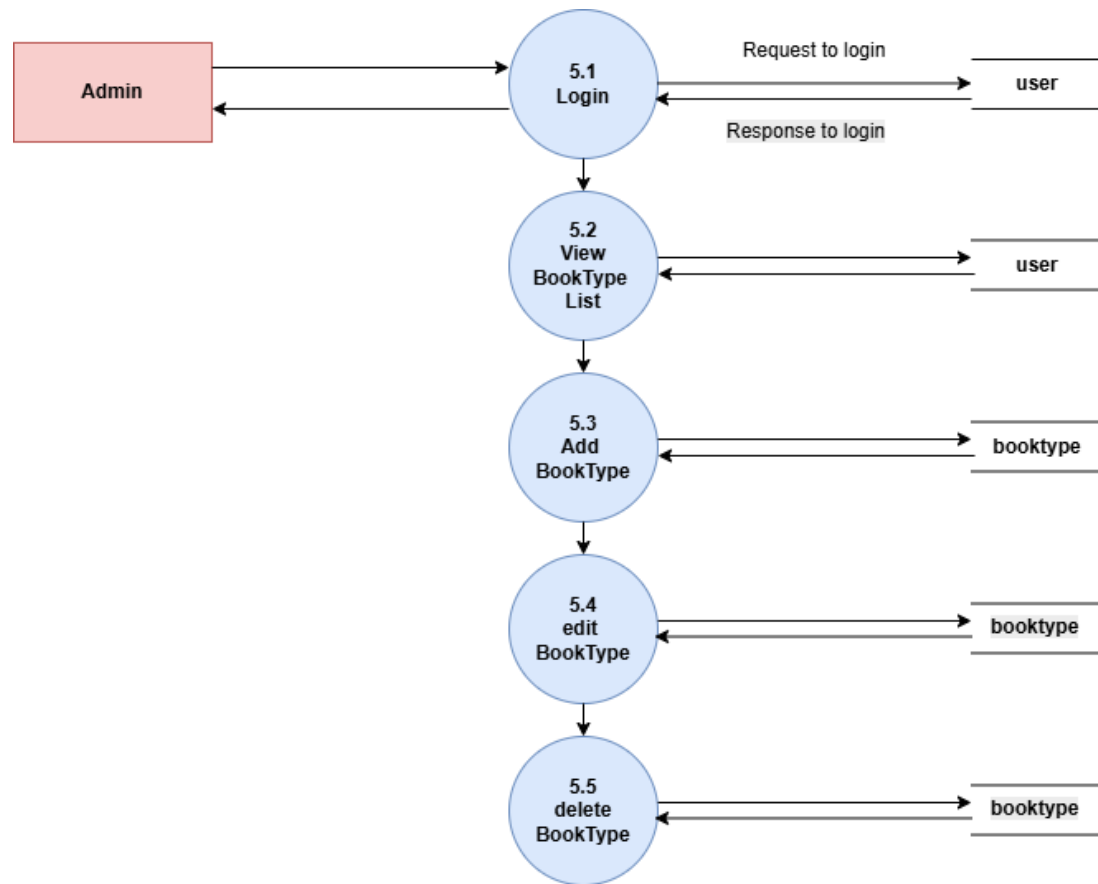 Admin
5.1
Login
Request to login
Response to login
user
5.2
View
BookType
List
user
5.3
Add
BookType
booktype
5.4
edit
BookType
booktype
5.5
delete
BookType
booktype